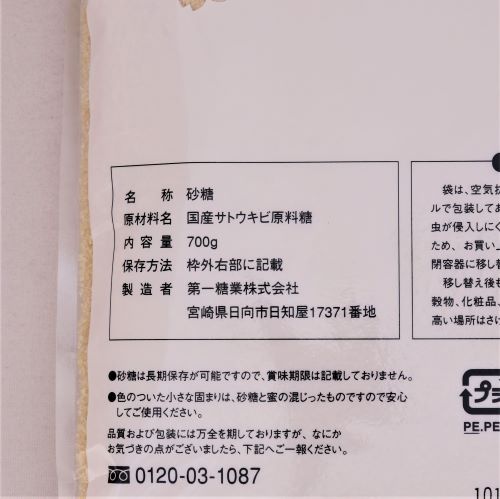 名称 砂糖
原材料名 国産サトウキビ原料糖
内容量 700g
保存方法 枠外右部に記載
製造者 第一糖業株式会社
宮崎県日向市日知屋17371番地
●砂糖は長期保存が可能ですので、賞味期限は記載しておりません。
●色のついた小さな固まりは、砂糖と蜜の混じったものですので安心
してご使用ください。
品質および包装には万全を期しておりますが、なにか
お気づきの点がございましたら、下記へご一報ください。
0120-03-1087
袋は、空気抜
ルで包装してあ
虫が侵入しにく
ため、お買い上
閉容器に移し替
移し替え後も
穀物、化粧品、
高い場所はさけ
プラ
PE.PE
101